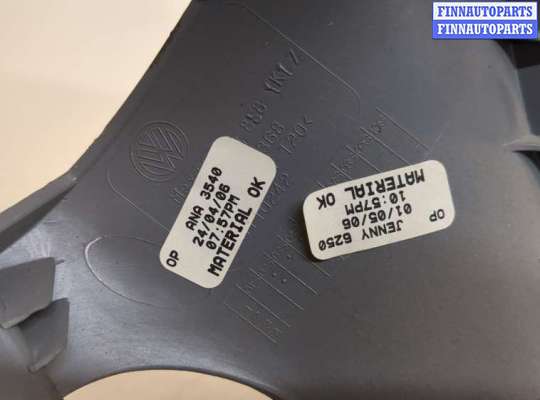 FINNAUTOPARTS
FINNAUTOPARTS
OP
ANA 3540
24/04/06
07:57PM
MATERIAL OK
OP
JENNY 6250
01/05/06
10:57PM
MATERIAL OK